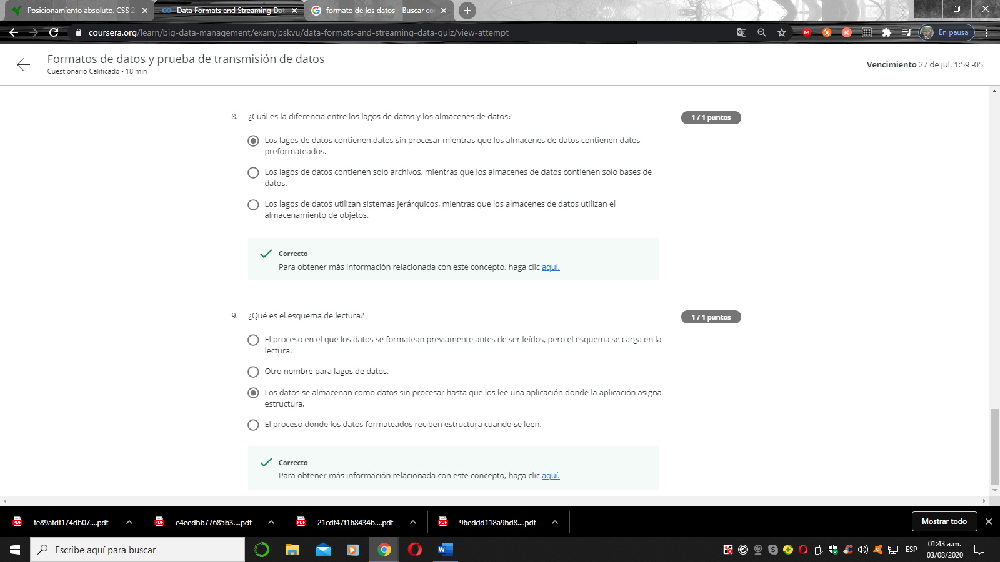 Posicionamiento absoluto. CSS 2.
Data Formats and Streaming Dat
formato de los datos - Buscar co
coursera.org/learn/big-data-management/exam/pskvu/data-formats-and-streaming-data-quiz/view-attempt
En pausa
Formatos de datos y prueba de transmisión de datos
Cuestionario Calificado • 18 min
Vencimiento 27 de jul. 1:59 -05
8. ¿Cuál es la diferencia entre los lagos de datos y los almacenes de datos?
1 / 1 puntos
Los lagos de datos contienen datos sin procesar mientras que los almacenes de datos contienen datos
preformateados.
Los lagos de datos contienen solo archivos, mientras que los almacenes de datos contienen solo bases de
datos.
Los lagos de datos utilizan sistemas jerárquicos, mientras que los almacenes de datos utilizan el
almacenamiento de objetos.
Correcto
Para obtener más información relacionada con este concepto, haga clic aquí.
9. ¿Qué es el esquema de lectura?
1 / 1 puntos
El proceso en el que los datos se formatean previamente antes de ser leídos, pero el esquema se carga en la
lectura.
Otro nombre para lagos de datos.
Los datos se almacenan como datos sin procesar hasta que los lee una aplicación donde la aplicación asigna
estructura.
El proceso donde los datos formateados reciben estructura cuando se leen.
Correcto
Para obtener más información relacionada con este concepto, haga clic aquí.
_fe89afdf174db07....pdf
_e4eedbb77685b3....pdf
_21cdf47f168434b....pdf
_96eddd118a9bd8....pdf
Mostrar todo
Escribe aquí para buscar
ESP
01:43 a.m.
03/08/2020